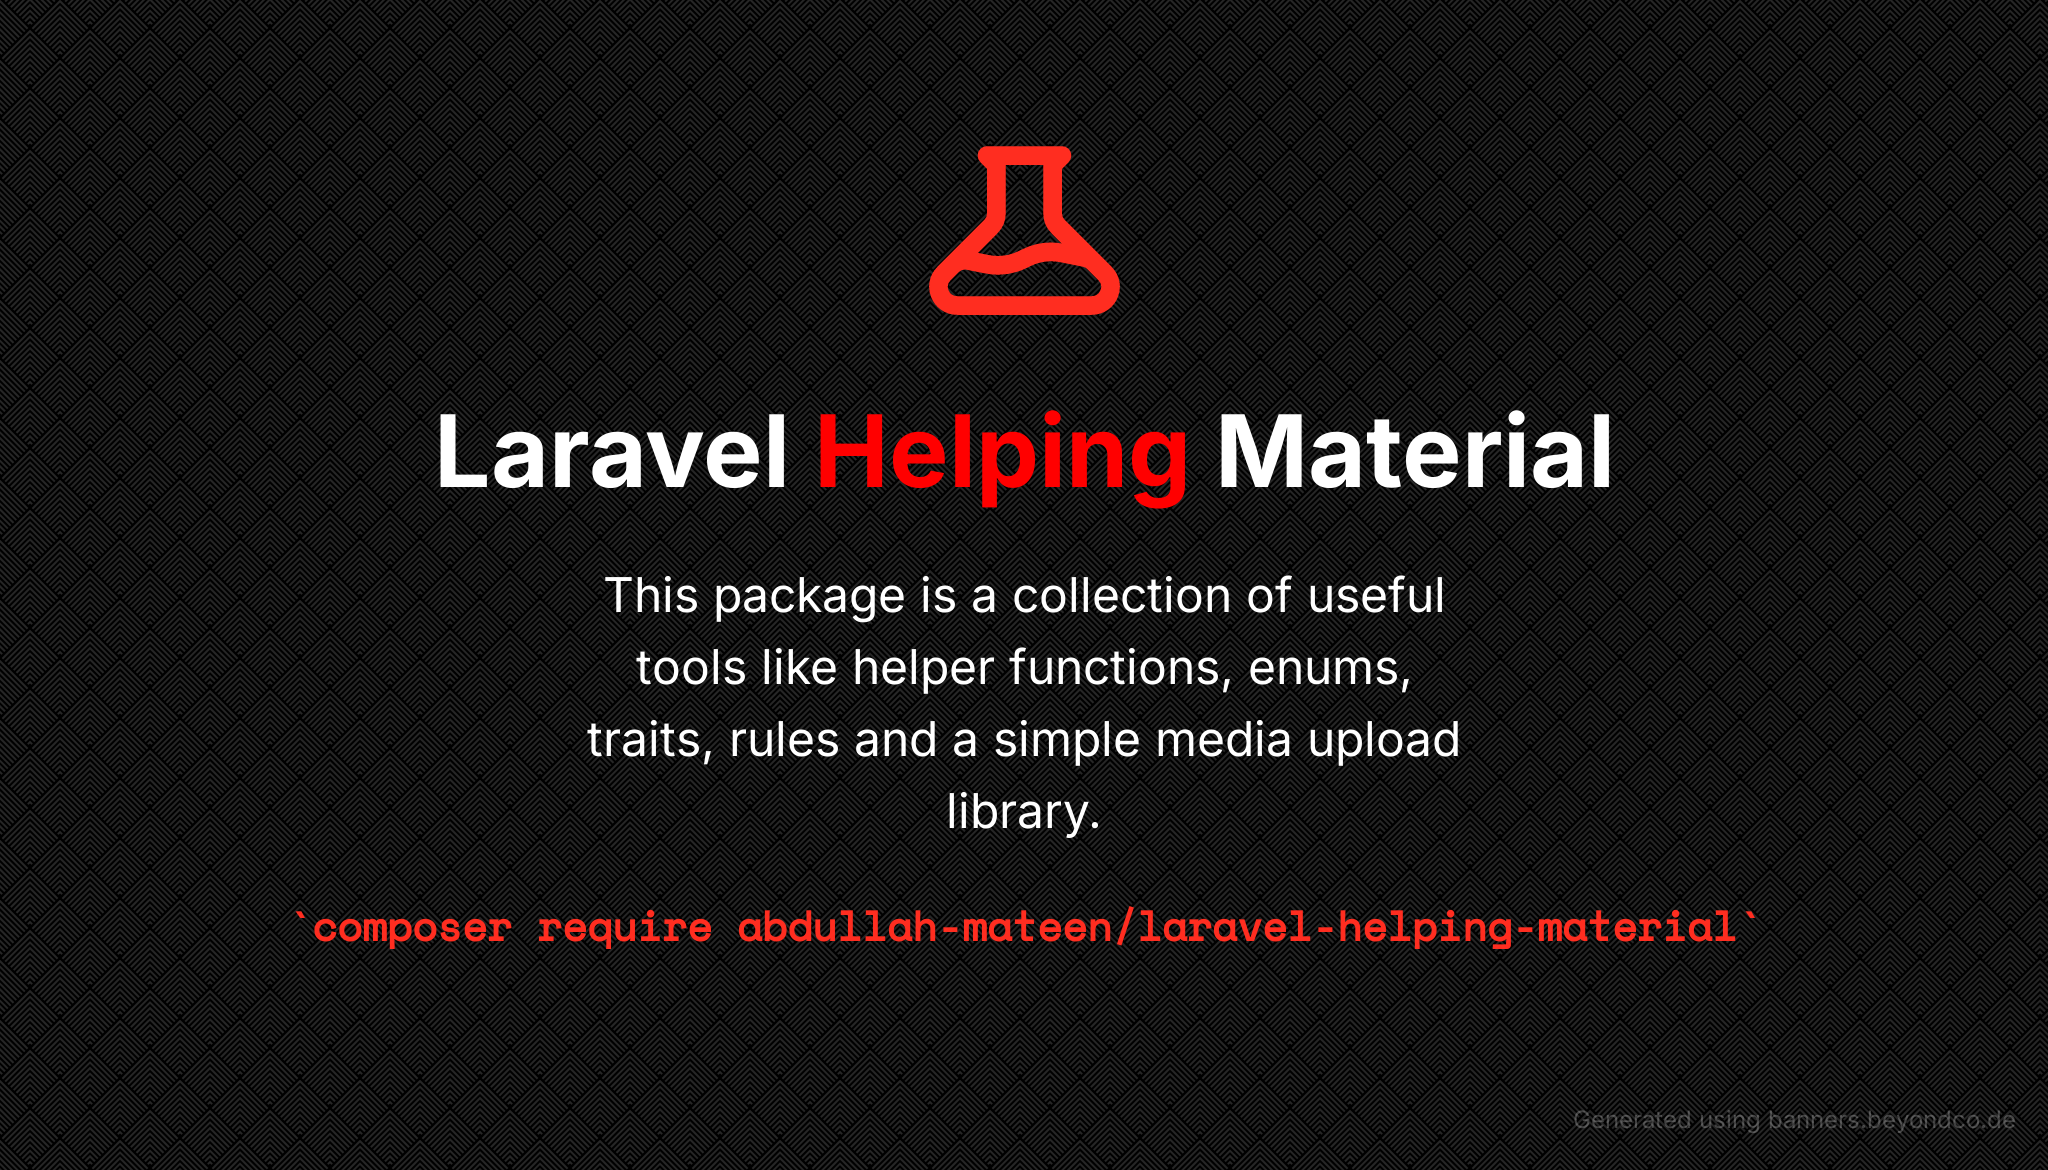 Laravel Helping Material
This package is a collection of useful
tools like helper functions, enums,
traits, rules and a simple media upload
library.
`composer require abdullah-mateen/laravel-helping-material`
Generated using banners.beyondco.de